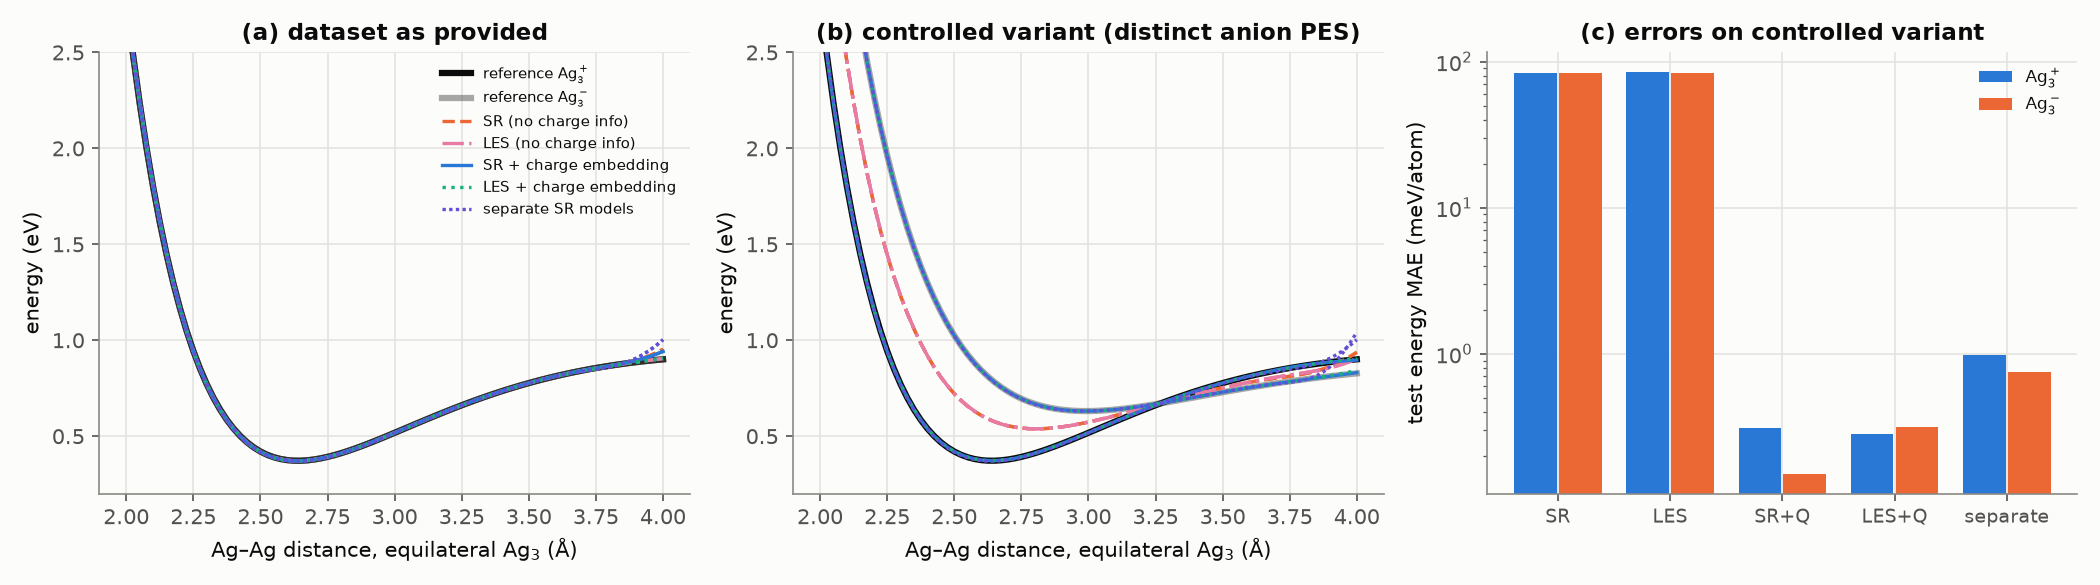 (a) dataset as provided
2.5
2.0
1.5
1.0
0.5
energy (eV)
2.00 2.25 2.50 2.75 3.00 3.25 3.50 3.75 4.00
Ag–Ag distance, equilateral Ag₃ (Å)
reference Ag₃⁺
reference Ag₃⁻
SR (no charge info)
LES (no charge info)
SR + charge embedding
LES + charge embedding
separate SR models
(b) controlled variant (distinct anion PES)
2.5
2.0
1.5
1.0
0.5
energy (eV)
2.00 2.25 2.50 2.75 3.00 3.25 3.50 3.75 4.00
Ag–Ag distance, equilateral Ag₃ (Å)
(c) errors on controlled variant
10²
10¹
10⁰
test energy MAE (meV/atom)
Ag₃⁺
Ag₃⁻
SR LES SR+Q LES+Q separate